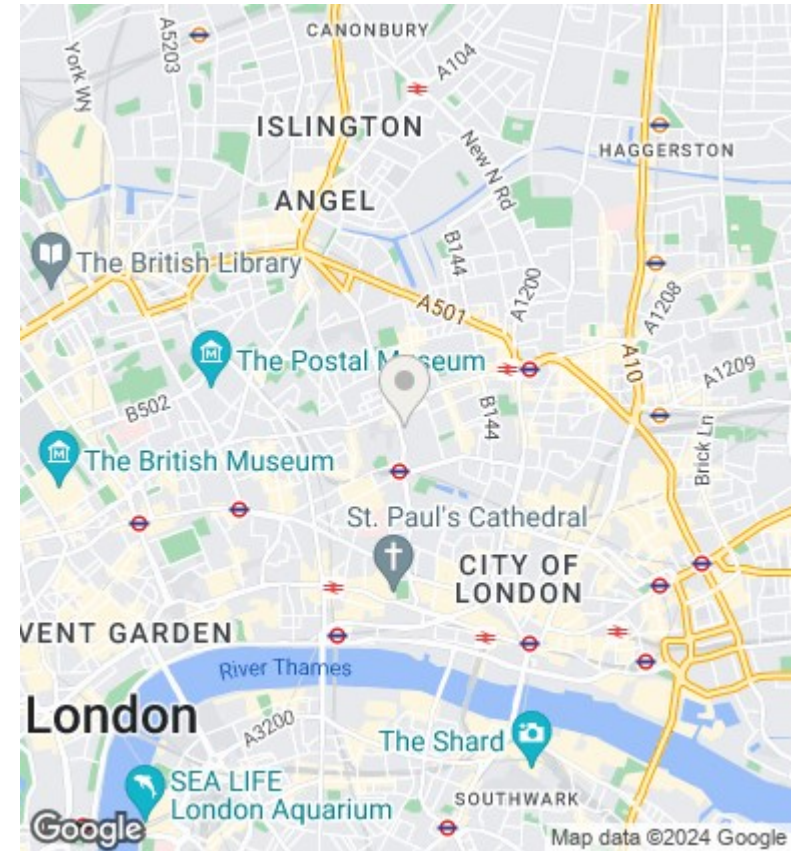 A5203
CANONBURY
York Wy
A104
ISLINGTON
New N Rd
HAGGERSTON
ANGEL
B144
The British Library
A1200
A501
A1208
The Postal Museum
A10
A1209
B502
B144
Brick Ln
The British Museum
St. Paul's Cathedral
CITY OF
LONDON
VENT GARDEN
River Thames
London
A3200
The Shard
SEA LIFE
London Aquarium
SOUTHWARK
Google
Map data ©2024 Google